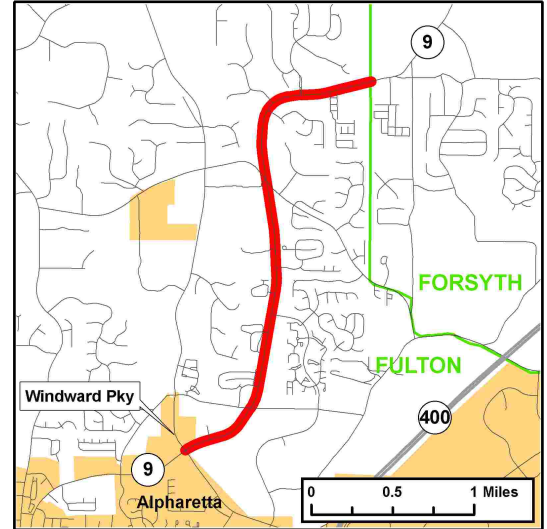 9
FORSYTH
FULTON
Windward Pky
400
9
Alpharetta
0 0.5 1 Miles